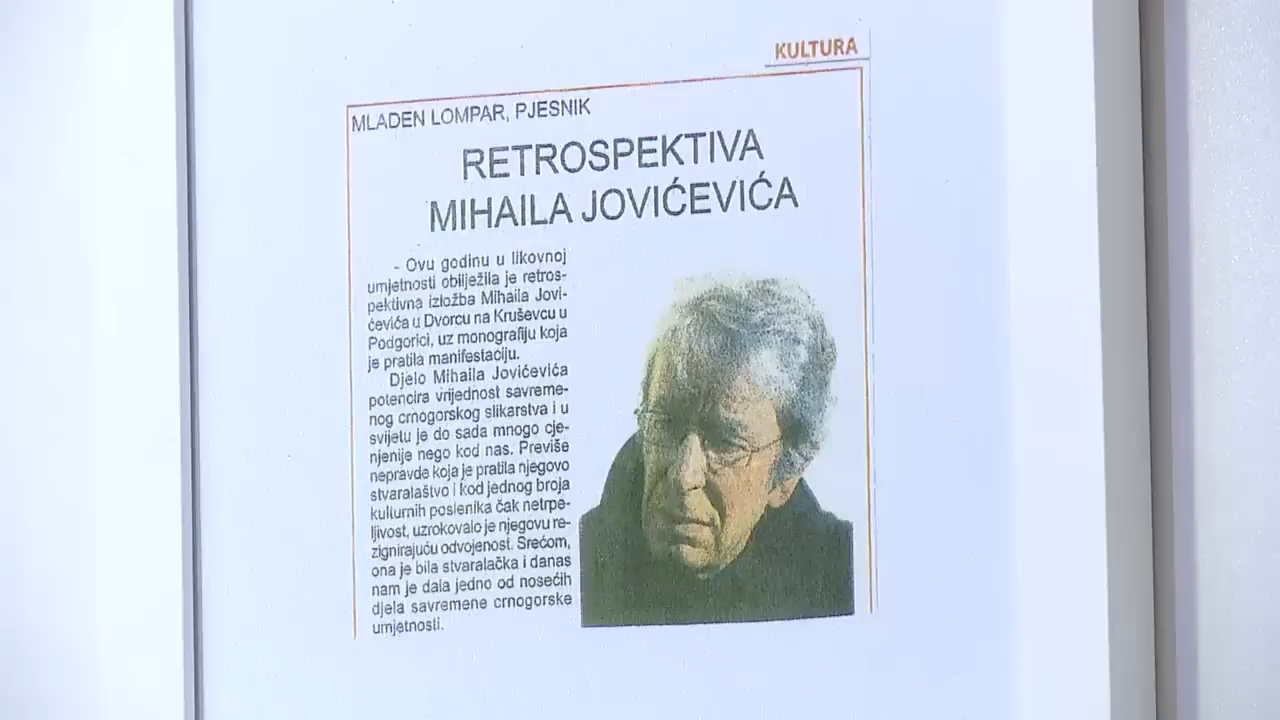 KULTURA
MLADEN LOMPAR, PJESNIK
RETROSPEKTIVA
MIHAILA JOVIĆEVIĆA
- Ovu godinu u likovnoj
umjetnosti obilježila je retros-
pektivna izložba Mihaila Jovi-
ćevića u Dvorcu na Kruševcu u
Podgorici, uz monografiju koja
je pratila manifestaciju.
Djelo Mihaila Jovićevića
potencira vrijednost savreme-
nog crnogorskog slikarstva i u
svijetu je do sada mnogo cje-
njenije nego kod nas. Previše
nepravde koja je pratila njegovo
stvaralaštvo i kod jednog broja
kulturnih poslenika čak netrpe-
ljivost, uzrokovalo je njegovu re-
zignirajuću odvojenost. Srećom,
ona je bila stvaralačka i danas
nam je dala jedno od nosećih
djela savremene crnogorske
umjetnosti.